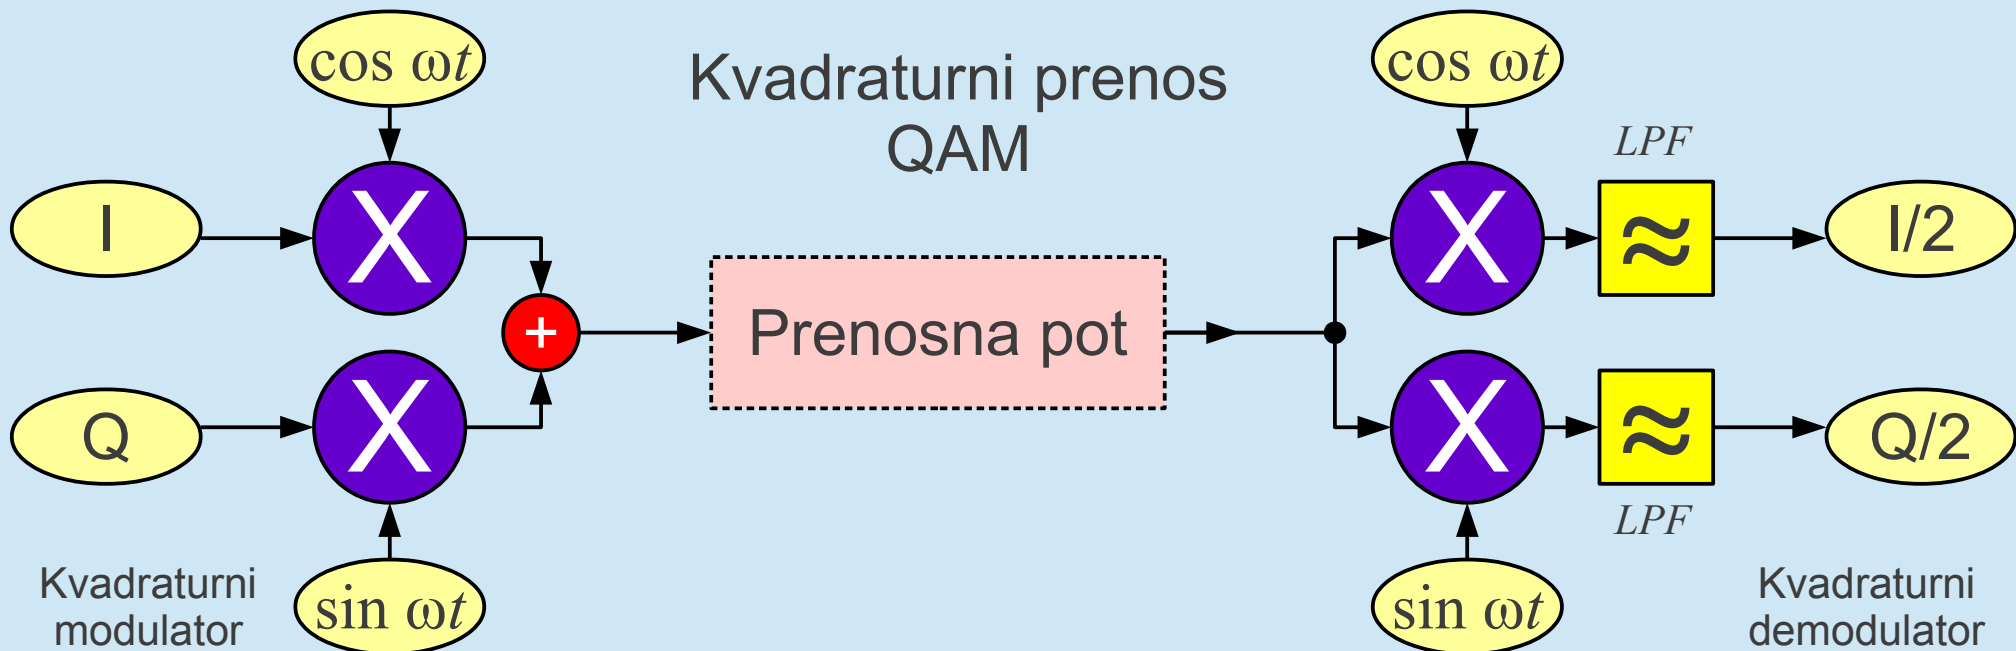 Kvadraturni prenos
QAM
cos ωt
I
X
+
Q
X
sin ωt
Kvadraturni
modulator
Prenosna pot
cos ωt
LPF
X
≈
I/2
X
≈
Q/2
LPF
sin ωt
Kvadraturni
demodulator